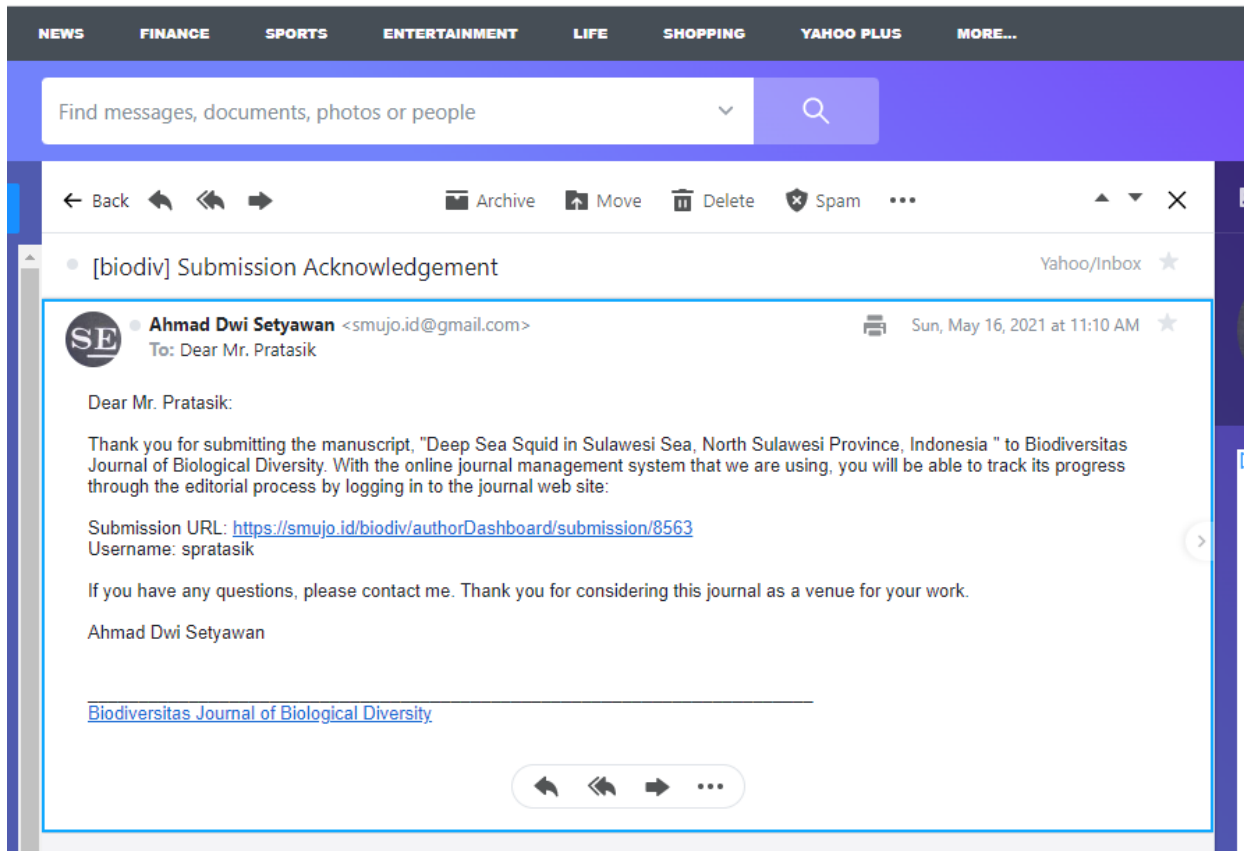 NEWS FINANCE SPORTS ENTERTAINMENT LIFE SHOPPING YAHOO PLUS MORE...
Find messages, documents, photos or people
Back Archive Move Delete Spam
[biodiv] Submission Acknowledgement Yahoo/Inbox
SE
Ahmad Dwi Setyawan <smujo.id@gmail.com> Sun, May 16, 2021 at 11:10 AM
To: Dear Mr. Pratasik
Dear Mr. Pratasik:
Thank you for submitting the manuscript, "Deep Sea Squid in Sulawesi Sea, North Sulawesi Province, Indonesia " to Biodiversitas
Journal of Biological Diversity. With the online journal management system that we are using, you will be able to track its progress
through the editorial process by logging in to the journal web site:
Submission URL: https://smujo.id/biodiv/authorDashboard/submission/8563
Username: spratasik
If you have any questions, please contact me. Thank you for considering this journal as a venue for your work.
Ahmad Dwi Setyawan
Biodiversitas Journal of Biological Diversity